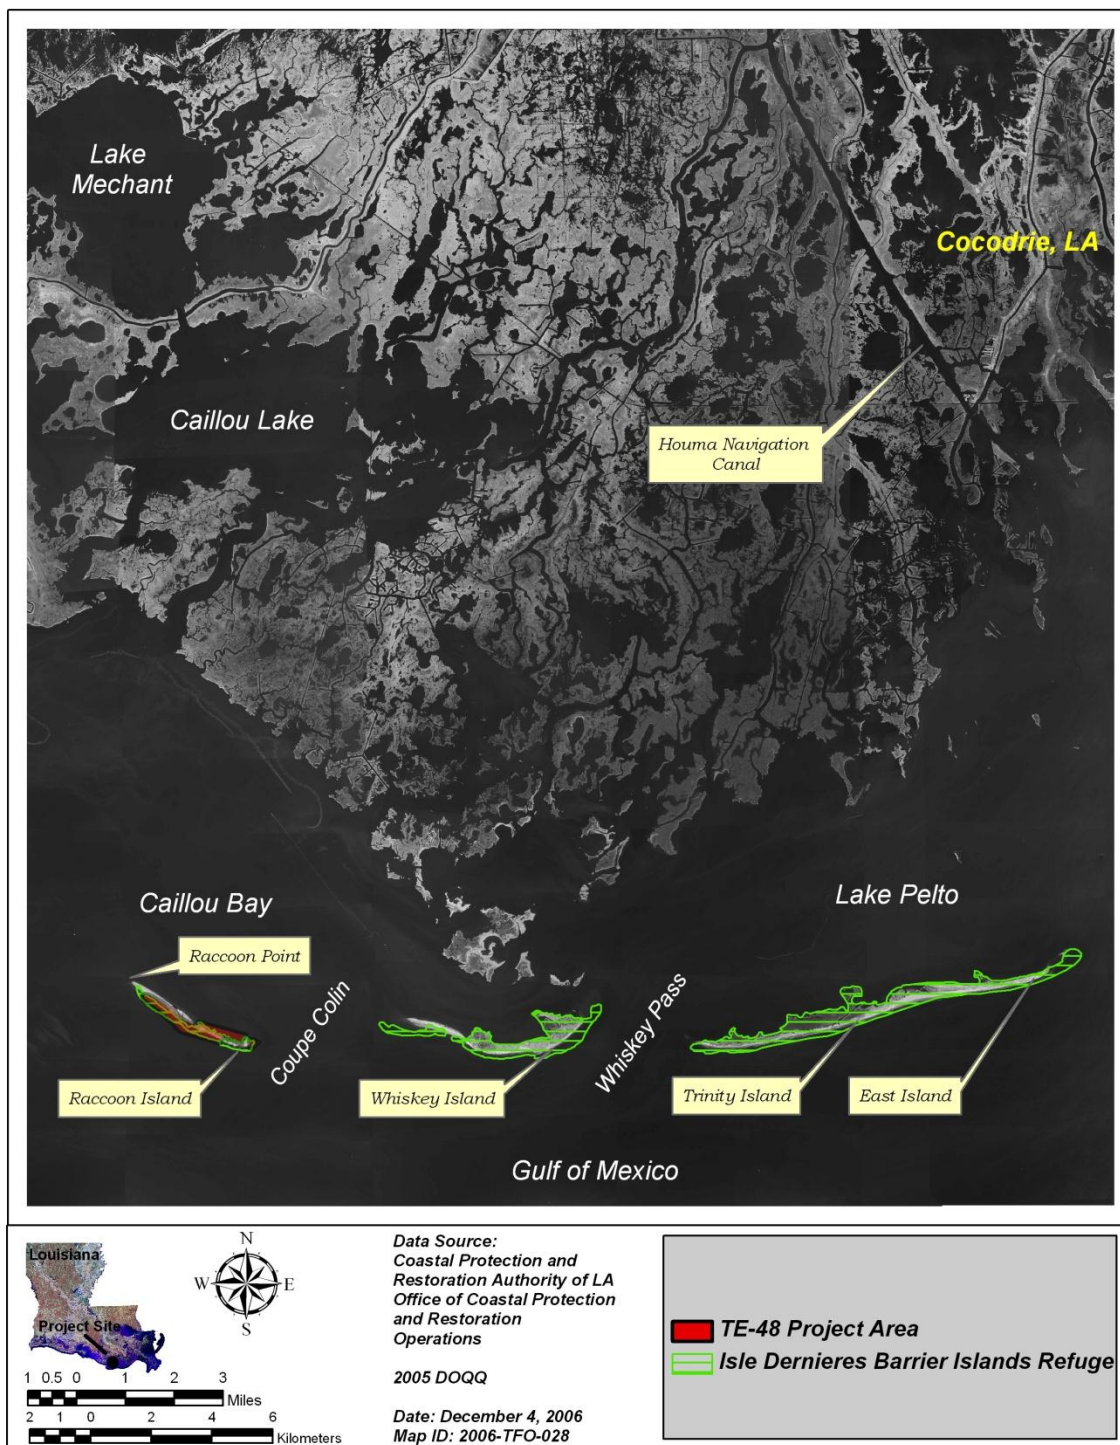 Lake
Mechant
Cocodrie, LA
Caillou Lake
Houma Navigation
Canal
Caillou Bay
Lake Pelto
Raccoon Point
Coupe Colin
Whiskey Pass
Raccoon Island
Whiskey Island
Trinity Island
East Island
Gulf of Mexico
Louisiana
Project Site
N
W
E
S
1 0.5 0 1 2 3
Miles
2 1 0 2 4 6
Kilometers
Data Source:
Coastal Protection and
Restoration Authority of LA
Office of Coastal Protection
and Restoration
Operations
2005 DOQQ
Date: December 4, 2006
Map ID: 2006-TFO-028
TE-48 Project Area
Isle Dernieres Barrier Islands Refuge